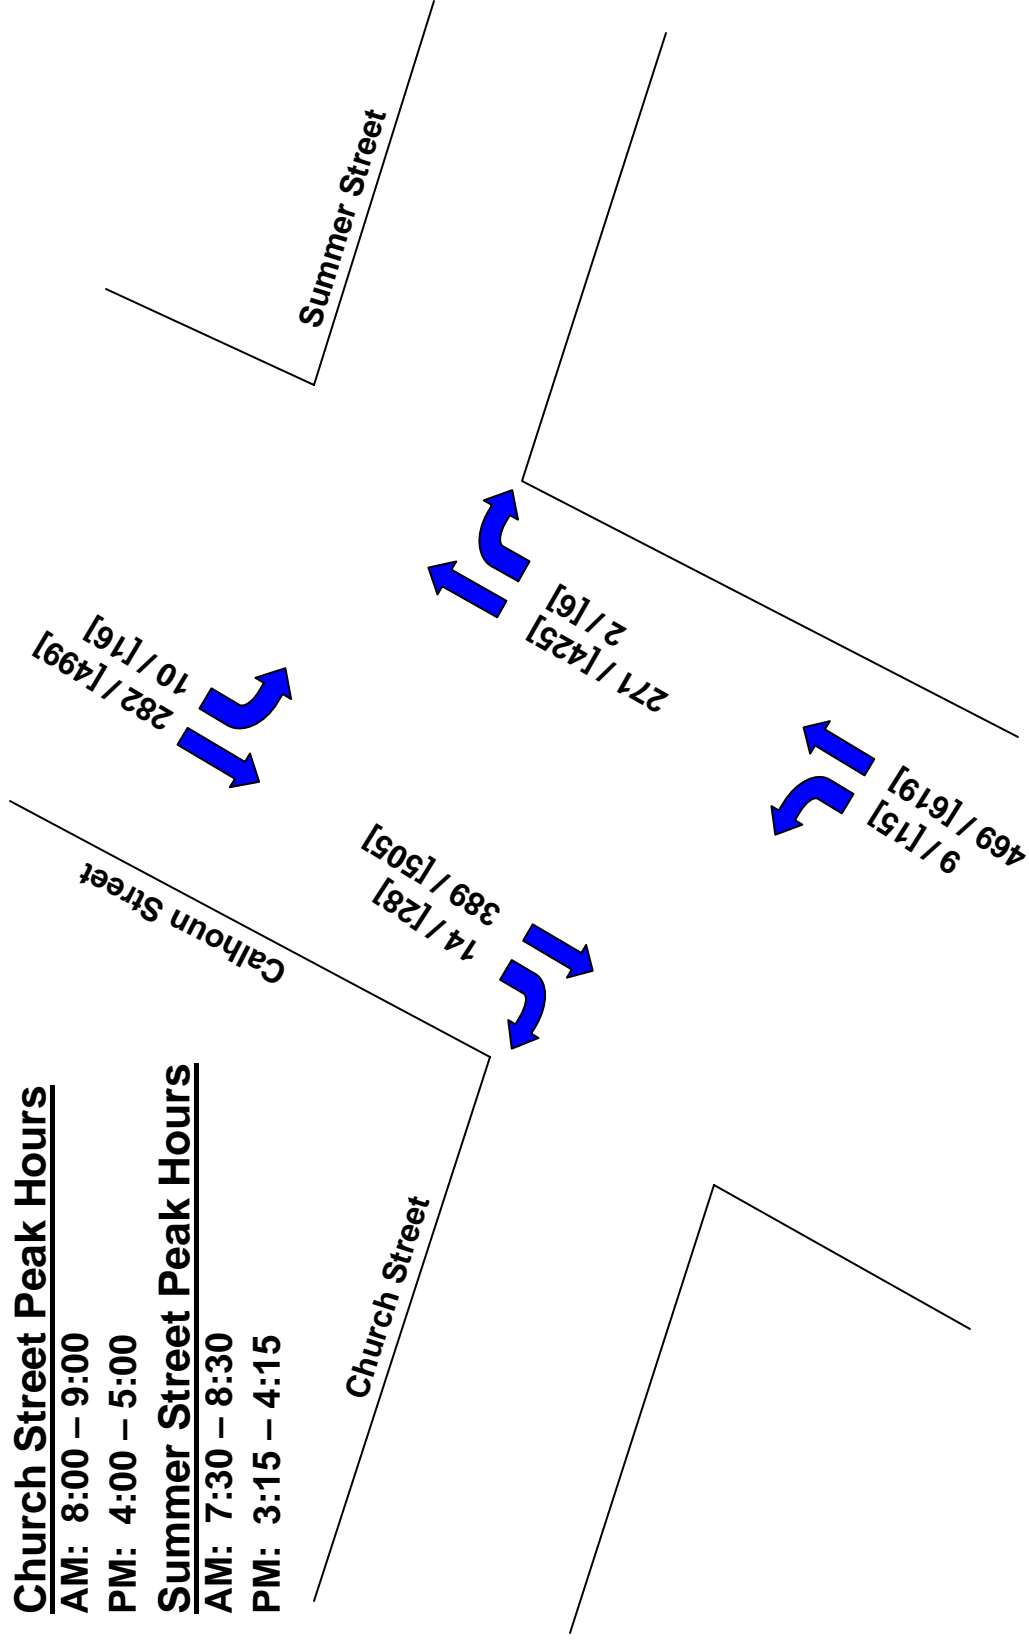 Church Street Peak Hours
AM: 8:00 – 9:00
PM: 4:00 – 5:00
Summer Street Peak Hours
AM: 7:30 – 8:30
PM: 3:15 – 4:15
Church Street
Calhoun Street
Summer Street
282 / [499]
10 / [16]
14 / [28]
389 / [505]
2 / [6]
271 / [425]
469 / [619]
9 / [15]